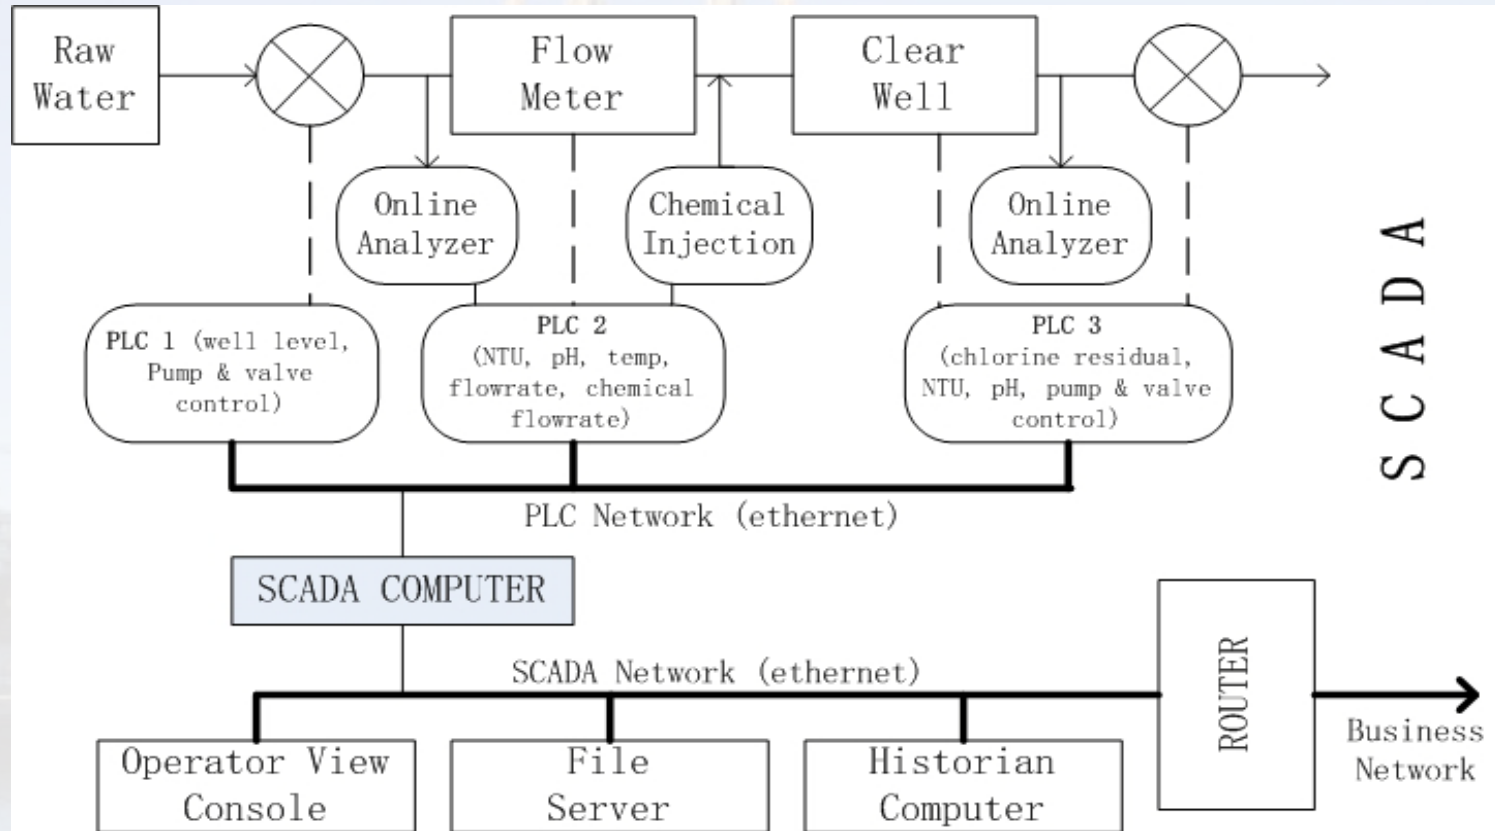 Raw
Water
Flow
Meter
Clear
Well
Online
Analyzer
Chemical
Injection
Online
Analyzer
PLC 1 (well level,
Pump & valve
control)
PLC 2
(NTU, pH, temp,
flowrate, chemical
flowrate)
PLC 3
(chlorine residual,
NTU, pH, pump & valve
control)
SCADA
PLC Network (ethernet)
SCADA COMPUTER
SCADA Network (ethernet)
ROUTER
Operator View
Console
File
Server
Historian
Computer
Business
Network